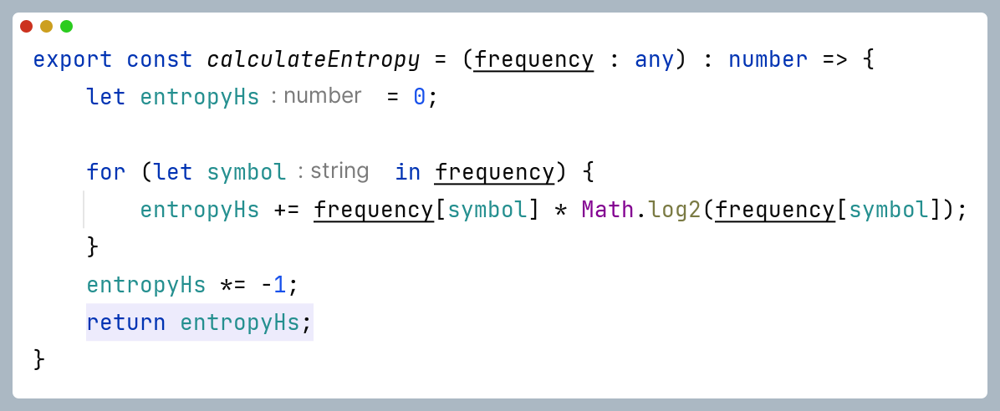 export const calculateEntropy = (frequency : any) : number => {
    let entropyHs : number = 0;

    for (let symbol : string in frequency) {
        entropyHs += frequency[symbol] * Math.log2(frequency[symbol]);
    }
    entropyHs *= -1;
    return entropyHs;
}